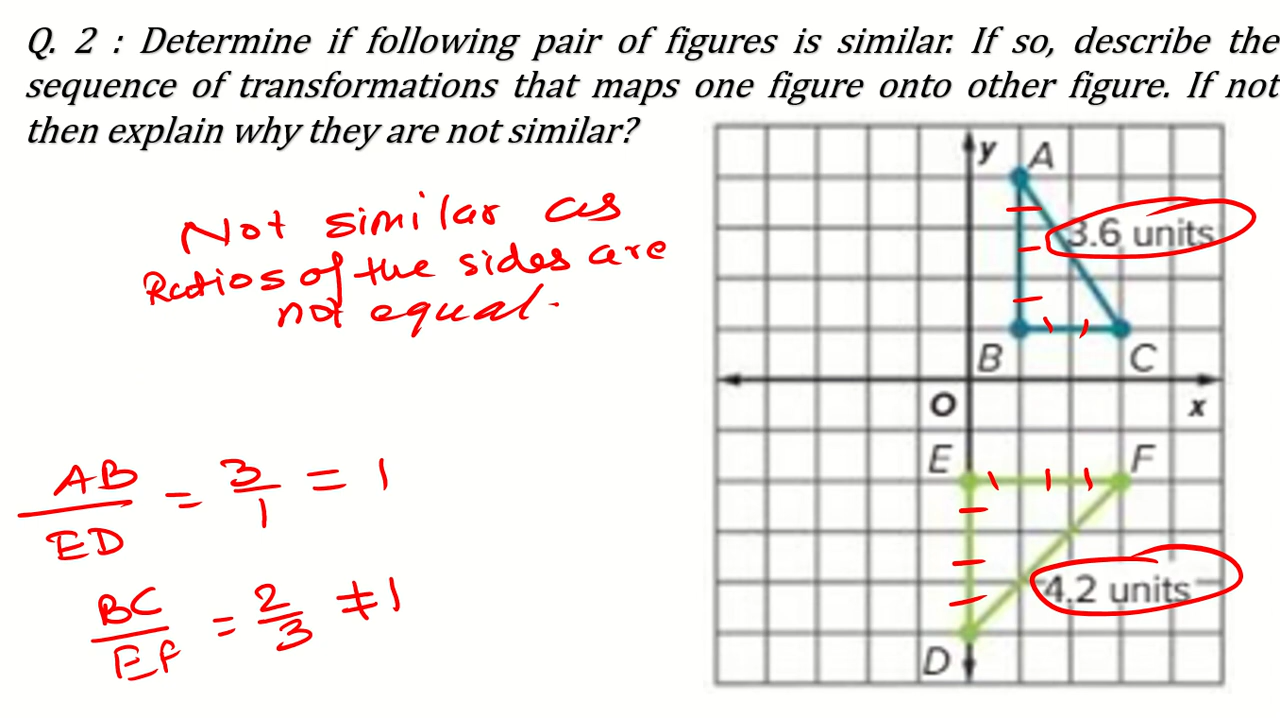 Q. 2 : Determine if following pair of figures is similar. If so, describe the
sequence of transformations that maps one figure onto other figure. If not
then explain why they are not similar?
Not similar as
Ratios of the sides are
not equal.
AB
ED
= 3/1 = 1
BC
EF
= 2/3 ≠ 1
y
A
3.6 units
B
C
O
x
E
F
4.2 units
D